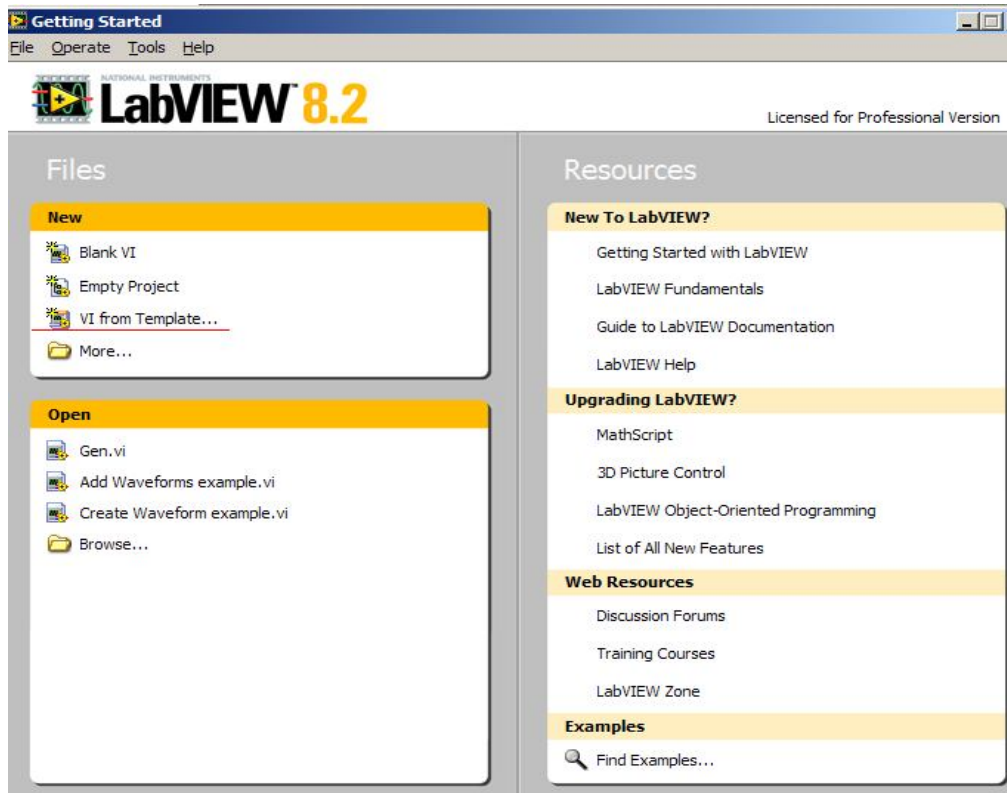 Getting Started
File Operate Tools Help
NATIONAL INSTRUMENTS
LabVIEW™ 8.2
Licensed for Professional Version
Files
New
Blank VI
Empty Project
VI from Template...
More...
Open
Gen.vi
Add Waveforms example.vi
Create Waveform example.vi
Browse...
Resources
New To LabVIEW?
Getting Started with LabVIEW
LabVIEW Fundamentals
Guide to LabVIEW Documentation
LabVIEW Help
Upgrading LabVIEW?
MathScript
3D Picture Control
LabVIEW Object-Oriented Programming
List of All New Features
Web Resources
Discussion Forums
Training Courses
LabVIEW Zone
Examples
Find Examples...